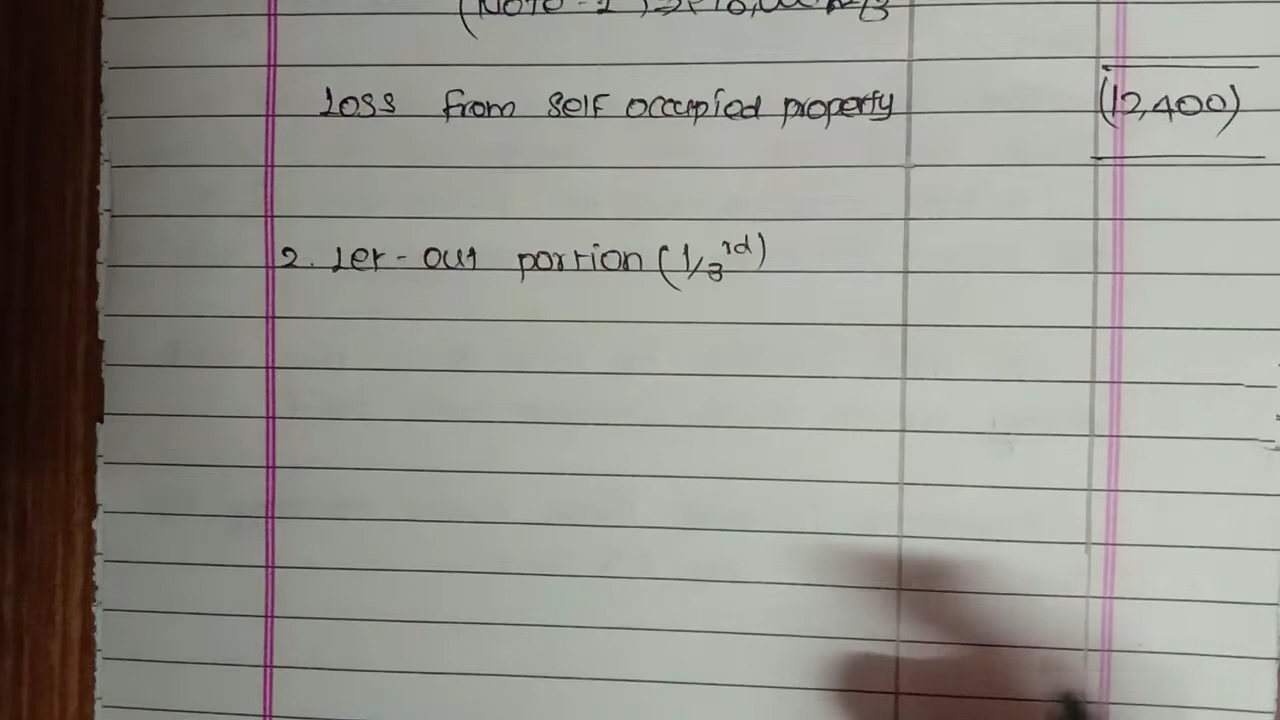 Loss from self occupied property (12,400)
2. Let-out portion (1/3rd)